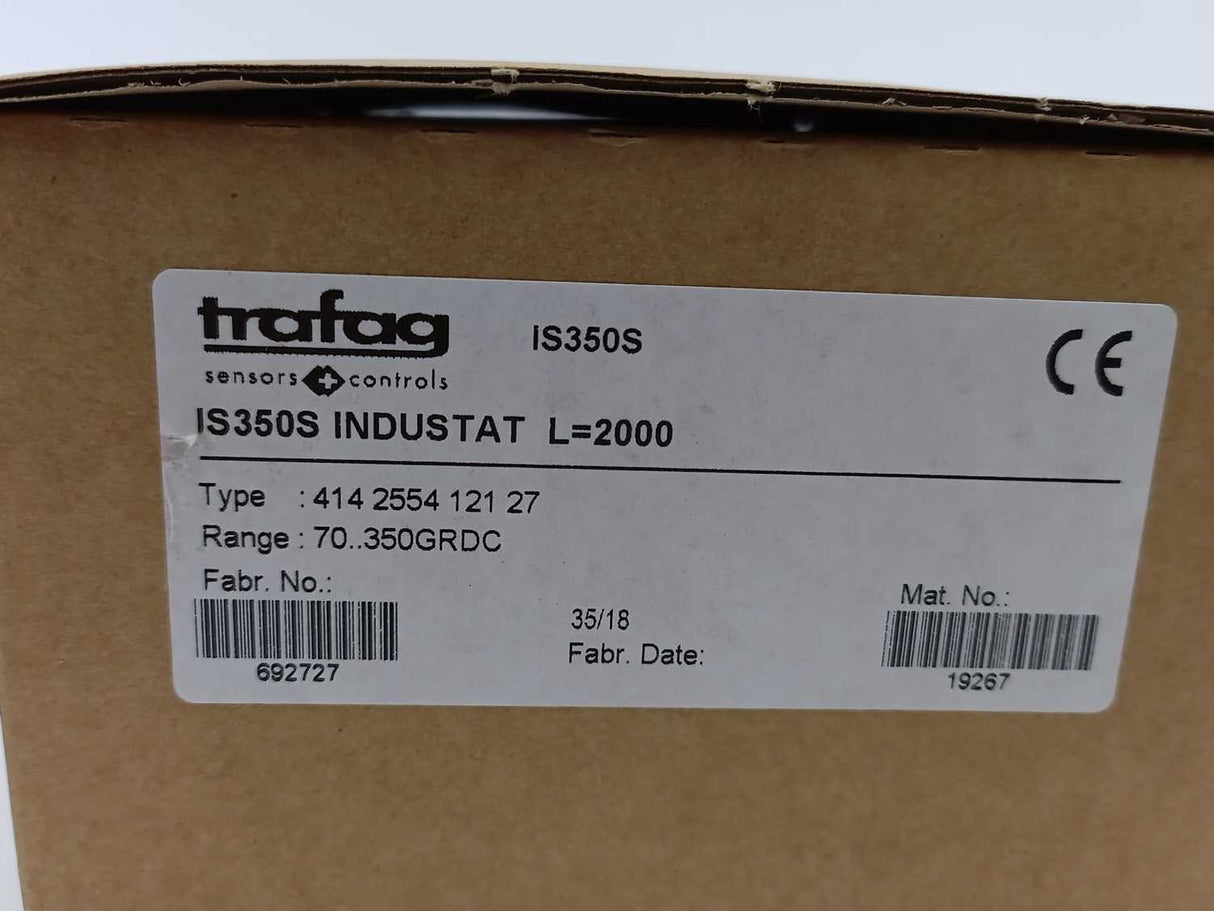 trafag IS350S CE
sensors controls
IS350S INDUSTAT L=2000
Type : 414 2554 121 27
Range : 70..350GRDC
Fabr. No.:
692727
35/18
Fabr. Date:
Mat. No.:
19267